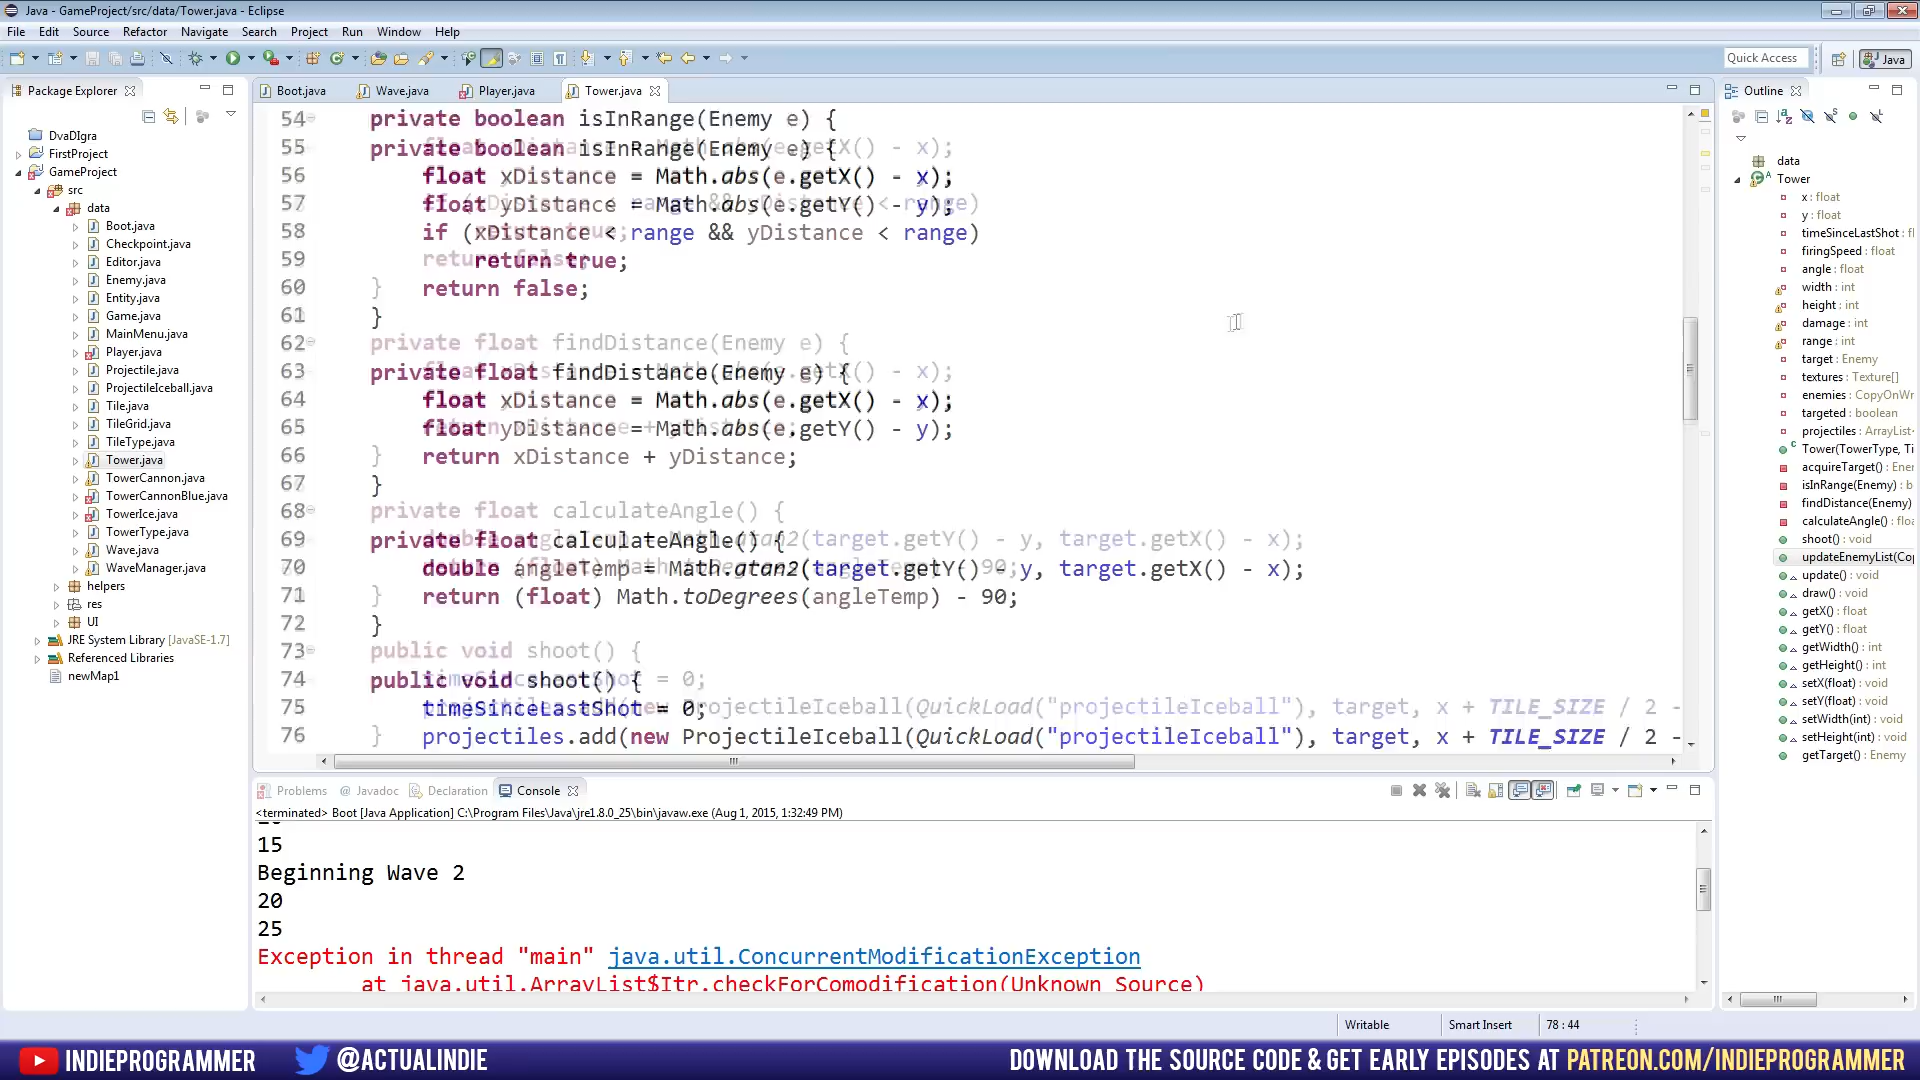 Java - GameProject/src/data/Tower.java - Eclipse
File Edit Source Refactor Navigate Search Project Run Window Help
Quick Access
Java
Package Explorer
DvaDIgra
FirstProject
GameProject
src
data
Boot.java
Checkpoint.java
Editor.java
Enemy.java
Entity.java
Game.java
MainMenu.java
Player.java
Projectile.java
ProjectileIceball.java
Tile.java
TileGrid.java
TileType.java
Tower.java
TowerCannon.java
TowerCannonBlue.java
TowerIce.java
TowerType.java
Wave.java
WaveManager.java
helpers
res
UI
JRE System Library [JavaSE-1.7]
Referenced Libraries
newMap1
Boot.java Wave.java Player.java Tower.java
54 private boolean isInRange(Enemy e) {
55 private boolean isInRange(Enemy e) {
56 float xDistance = Math.abs(e.getX() - x);
57 float yDistance = Math.abs(e.getY() - y);
58 if (xDistance < range && yDistance < range)
59 return true;
60 } return false;
61 }
62 private float findDistance(Enemy e) {
63 private float findDistance(Enemy e) {
64 float xDistance = Math.abs(e.getX() - x);
65 float yDistance = Math.abs(e.getY() - y);
66 } return xDistance + yDistance;
67 }
68 private float calculateAngle() {
69 private float calculateAngle() {
70 double angleTemp = Math.atan2(target.getY() - y, target.getX() - x);
71 } return (float) Math.toDegrees(angleTemp) - 90;
72 }
73 public void shoot() {
74 public void shoot() {
75 timeSinceLastShot = 0;
76 } projectiles.add(new ProjectileIceball(QuickLoad("projectileIceball"), target, x + TILE_SIZE / 2 -
Problems Javadoc Declaration Console
<terminated> Boot [Java Application] C:\Program Files\Java\jre1.8.0_25\bin\javaw.exe (Aug 1, 2015, 1:32:49 PM)
15
Beginning Wave 2
20
25
Exception in thread "main" java.util.ConcurrentModificationException
at java.util.ArrayList$Itr.checkForComodification(Unknown Source)
Outline
data
Tower
x : float
y : float
timeSinceLastShot : fl
firingSpeed : float
angle : float
width : int
height : int
damage : int
range : int
target : Enemy
textures : Texture[]
enemies : CopyOnWr
targeted : boolean
projectiles : ArrayList
Tower(TowerType, Ti
acquireTarget() : Ene
isInRange(Enemy) : b
findDistance(Enemy)
calculateAngle() : floa
shoot() : void
updateEnemyList(Cop
update() : void
draw() : void
getX() : float
getY() : float
getWidth() : int
getHeight() : int
setX(float) : void
setY(float) : void
setWidth(int) : void
setHeight(int) : void
getTarget() : Enemy
Writable Smart Insert 78 : 44
INDIEPROGRAMMER @ACTUALINDIE DOWNLOAD THE SOURCE CODE & GET EARLY EPISODES AT PATREON.COM/INDIEPROGRAMMER